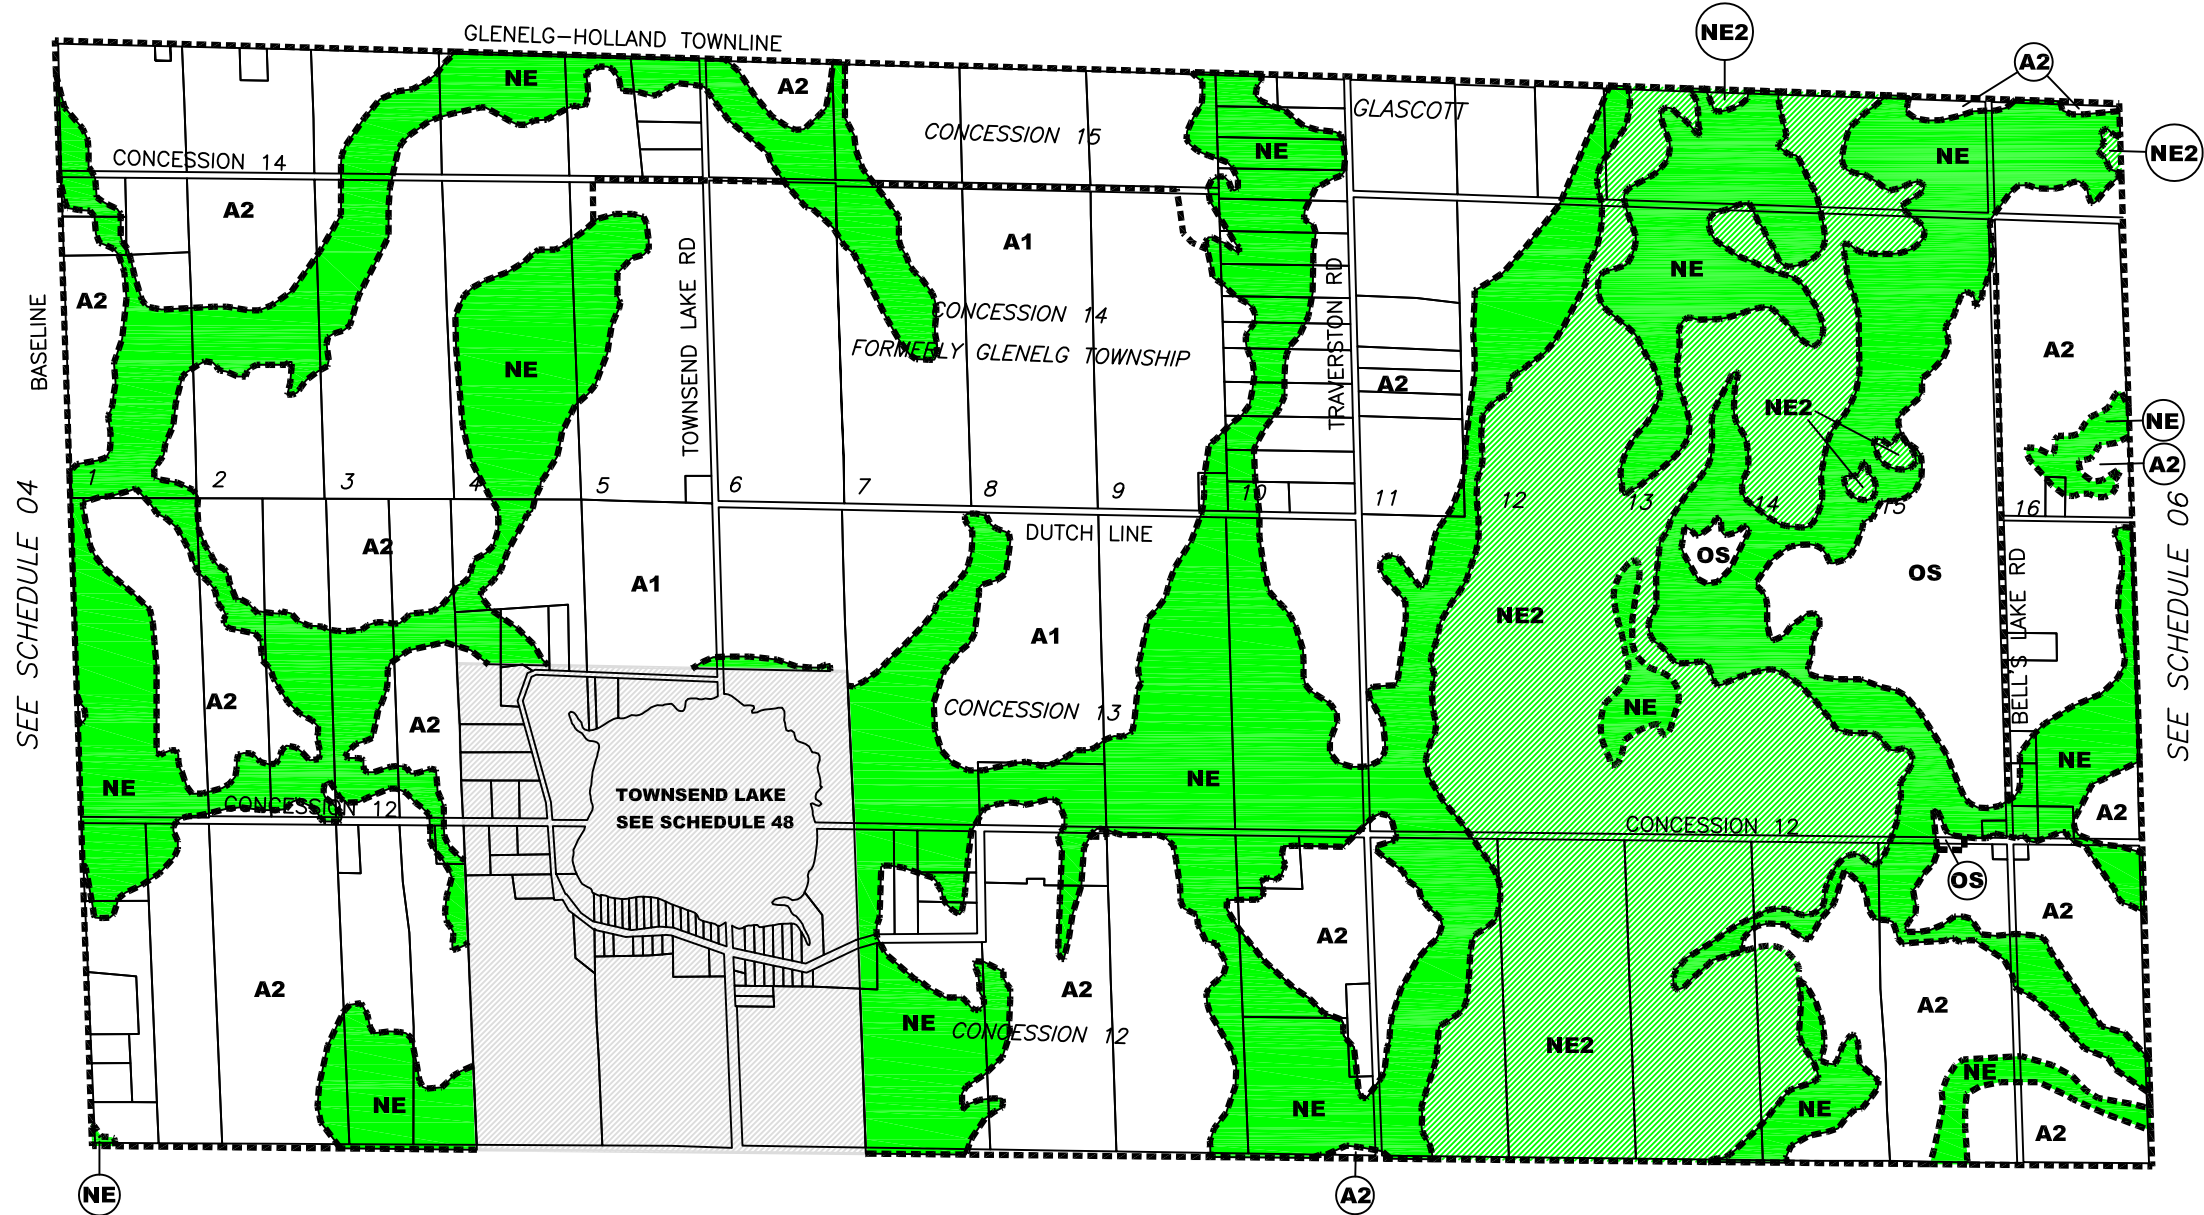 NE2
GLENELG-HOLLAND TOWNLINE
A2
NE
A2
GLASCOTT
CONCESSION 15
CONCESSION 14
NE
NE
NE2
A2
A1
TOWNSEND LAKE RD
NE
TRAVERSTON RD
A2
BASELINE
CONCESSION 14
FORMERLY GLENELG TOWNSHIP
A2
NE
A2
NE2
NE
A2
1
2
3
4
5
6
7
8
9
10
11
12
13
14
15
16
SEE SCHEDULE 04
SEE SCHEDULE 06
DUTCH LINE
A2
OS
OS
A1
NE2
A1
BELL'S LAKE RD
A2
A2
CONCESSION 13
NE
NE
NE
NE
TOWNSEND LAKE
SEE SCHEDULE 48
CONCESSION 12
A2
CONCESSION 12
OS
A2
A2
A2
A2
A2
NE
CONCESSION 12
NE2
NE
NE
NE
NE
A2
NE
A2